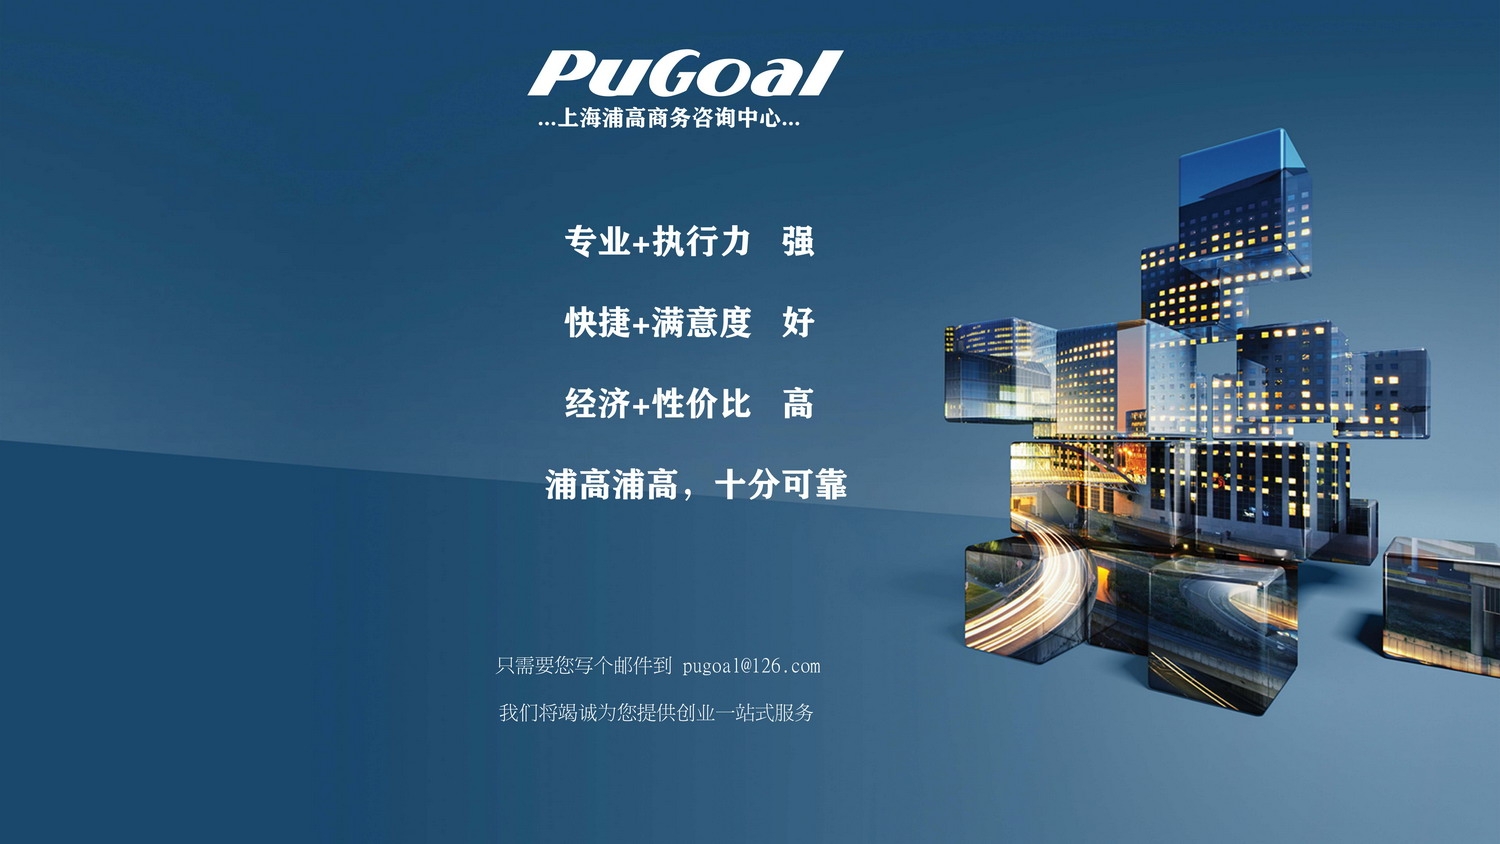 PuGoal
...上海浦高商务咨询中心...
专业+执行力 强
快捷+满意度 好
经济+性价比 高
浦高浦高，十分可靠
只需要您写个邮件到 pugoal@126.com
我们将竭诚为您提供创业一站式服务